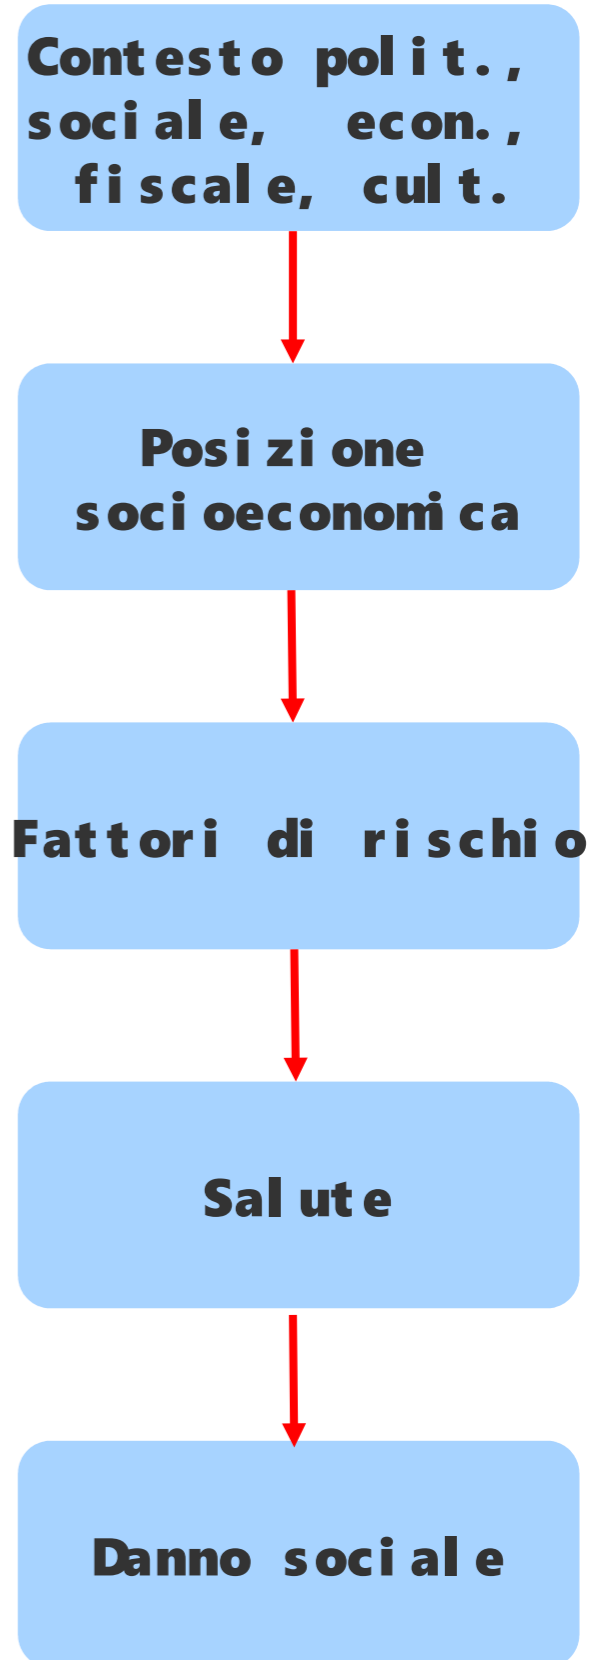 Contesto polit.,
sociale, econ.,
fiscale, cult.
Posizione
socioeconomica
Fattori di rischio
Salute
Danno sociale